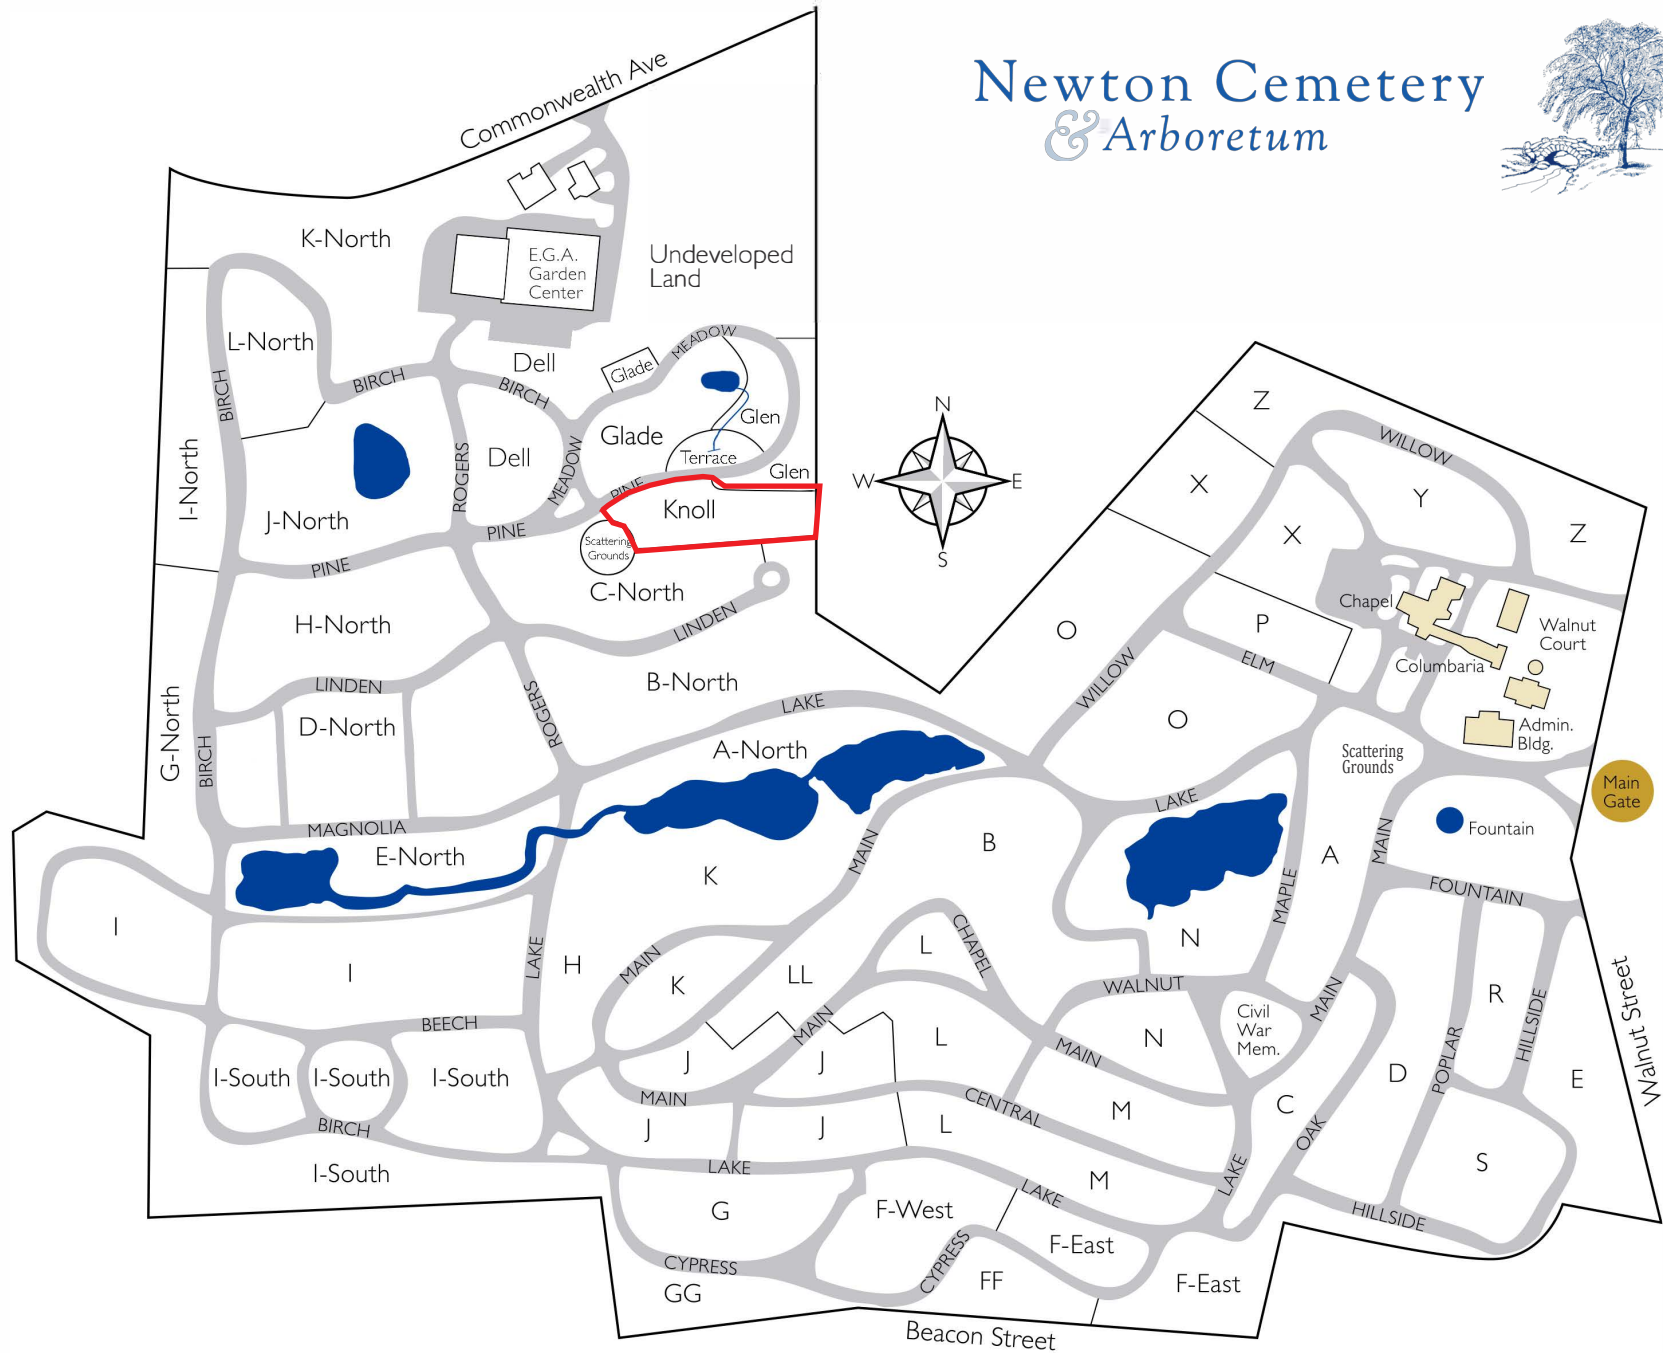 Newton Cemetery
& Arboretum
Commonwealth Ave
K-North
E.G.A.
Garden
Center
Undeveloped
Land
L-North
Dell
Glade
MEADOW
BIRCH
BIRCH
BIRCH
Glen
Glade
Terrace
Glen
I-North
J-North
ROGERS
Dell
MEADOW
PINE
Knoll
PINE
PINE
Scattering
Grounds
C-North
LINDEN
H-North
LINDEN
B-North
ROGERS
D-North
G-North
BIRCH
LAKE
A-North
MAGNOLIA
E-North
N
W
E
S
Z
WILLOW
X
Y
X
Z
Chapel
Walnut
Court
O
P
ELM
Columbaria
WILLOW
O
Admin.
Bldg.
Scattering
Grounds
Main
Gate
LAKE
Fountain
MAIN
B
A
MAIN
K
MAPLE
FOUNTAIN
I
I
LAKE
H
MAIN
K
LL
L
CHAPEL
N
WALNUT
R
HILLSIDE
Walnut Street
BEECH
MAIN
L
N
Civil
War
Mem.
MAIN
I-South
I-South
I-South
J
J
MAIN
D
POPLAR
E
MAIN
CENTRAL
M
C
BIRCH
J
J
L
OAK
I-South
LAKE
M
LAKE
S
G
F-West
LAKE
HILLSIDE
CYPRESS
CYPRESS
F-East
GG
FF
F-East
Beacon Street